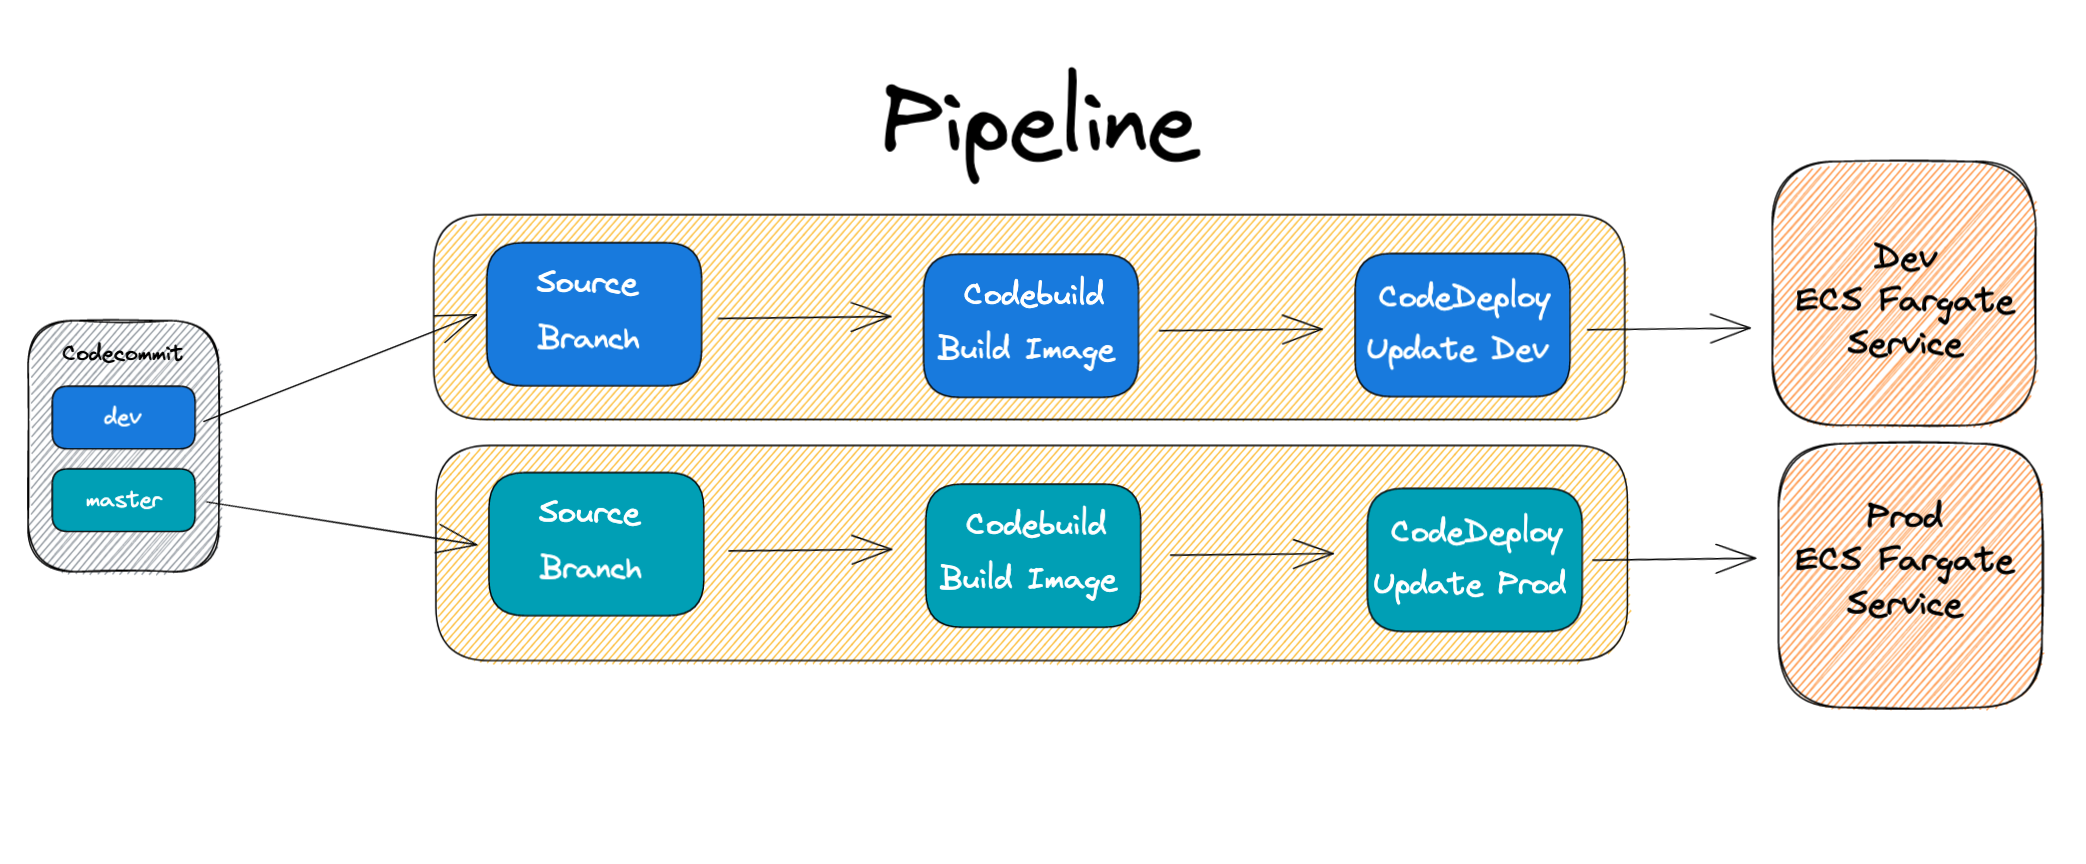 Pipeline
Codecommit
dev
master
Source
Branch
Codebuild
Build Image
CodeDeploy
Update Dev
Dev
ECS Fargate
Service
Source
Branch
Codebuild
Build Image
CodeDeploy
Update Prod
Prod
ECS Fargate
Service